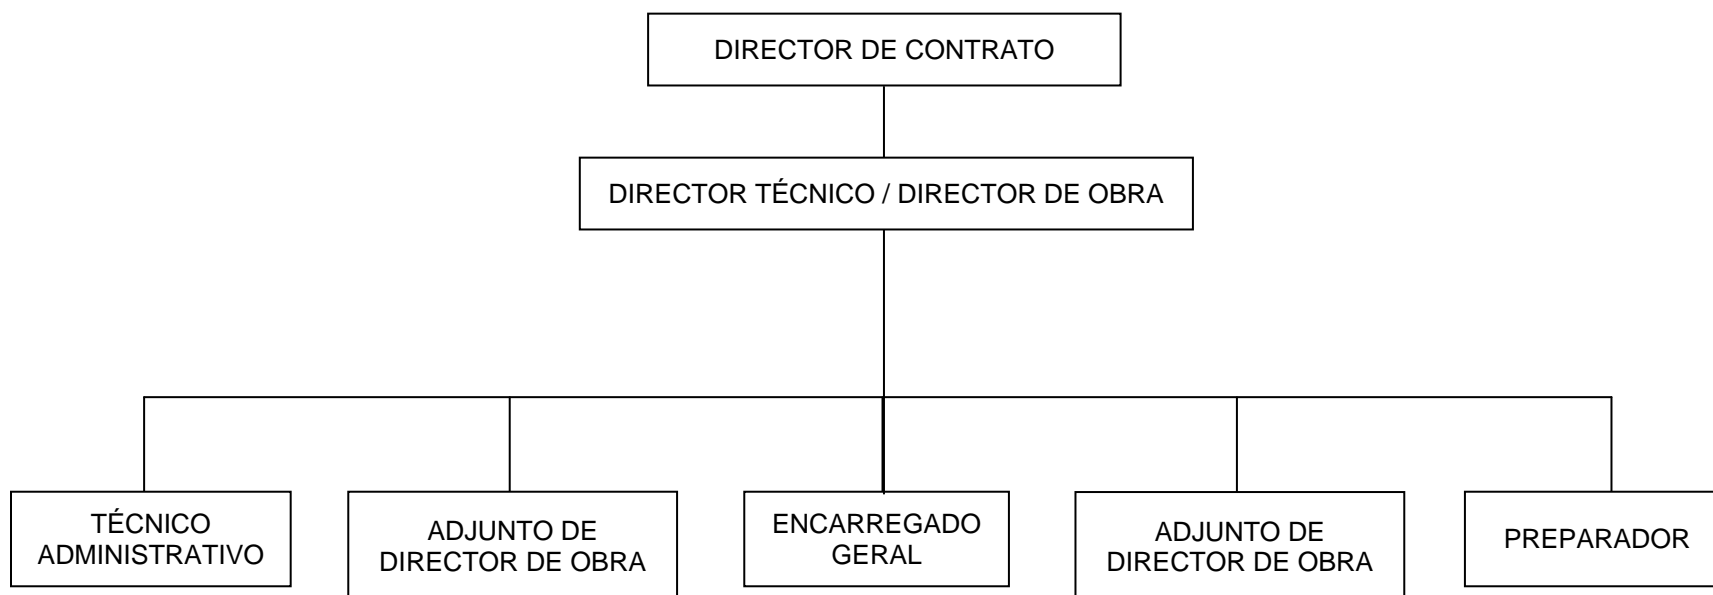 DIRECTOR DE CONTRATO
DIRECTOR TÉCNICO / DIRECTOR DE OBRA
TÉCNICO
ADMINISTRATIVO
ADJUNTO DE
DIRECTOR DE OBRA
ENCARREGADO
GERAL
ADJUNTO DE
DIRECTOR DE OBRA
PREPARADOR